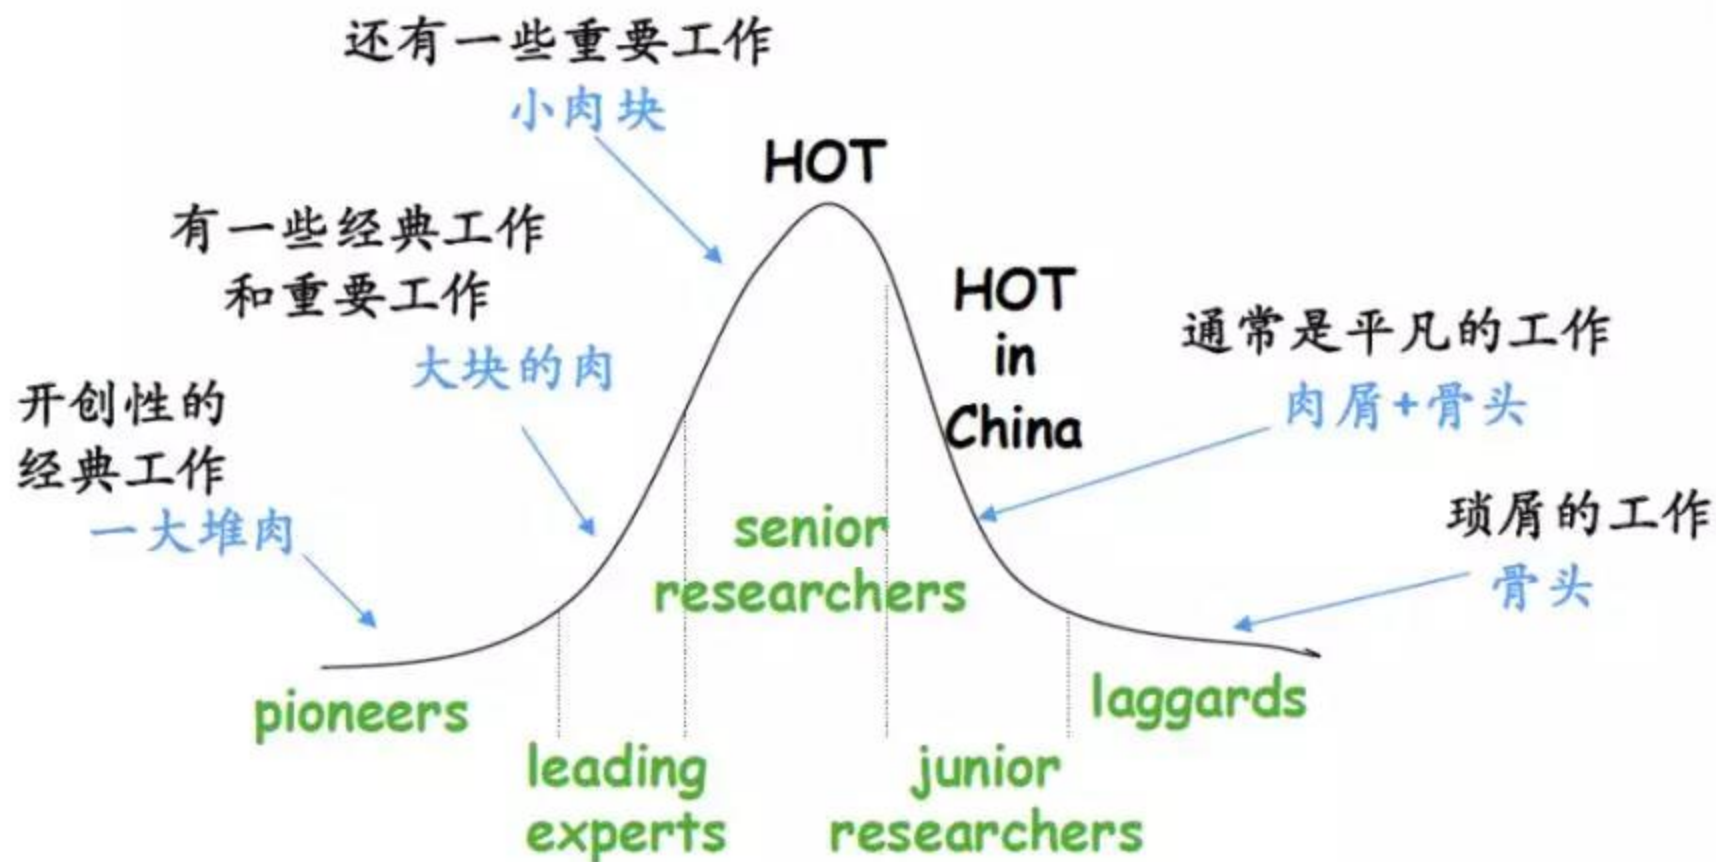 还有一些重要工作
小肉块
HOT
有一些经典工作
和重要工作
大块的肉
HOT
in
China
通常是平凡的工作
肉屑+骨头
开创性的
经典工作
一大堆肉
琐屑的工作
骨头
senior
researchers
pioneers
laggards
leading
experts
junior
researchers